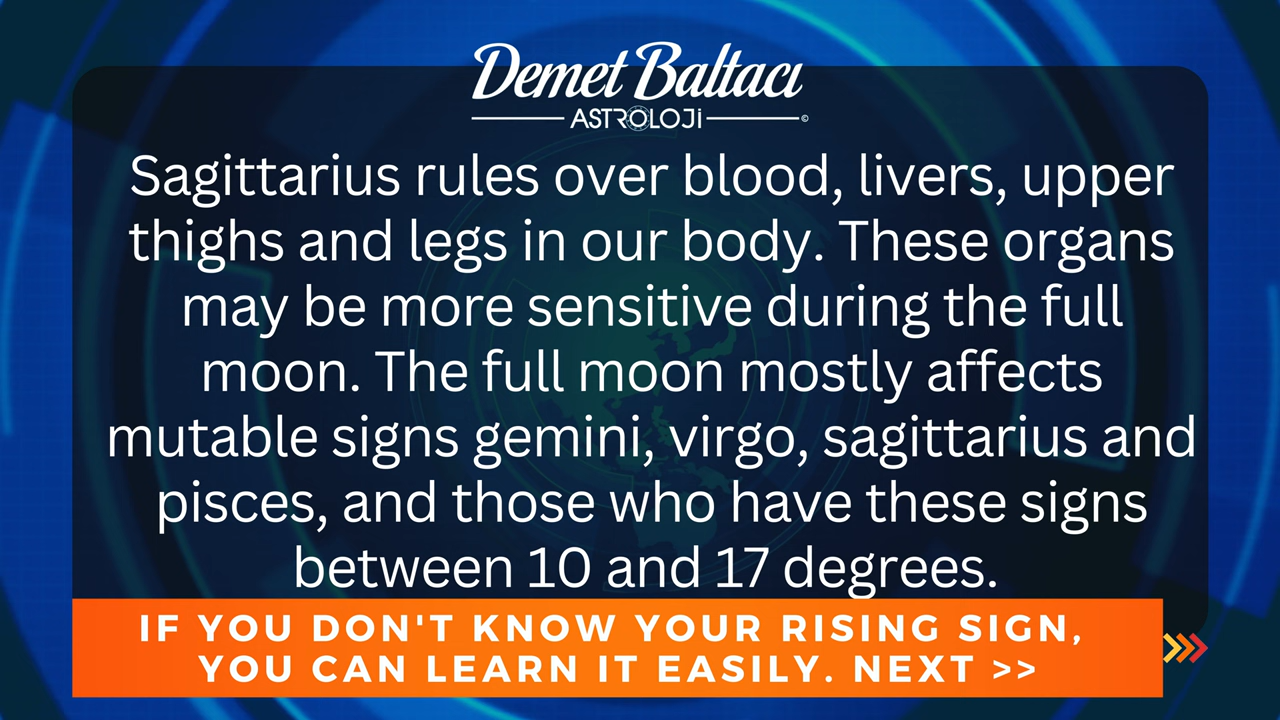 Demet Baltacı
ASTROLOJi
©
Sagittarius rules over blood, livers, upper
thighs and legs in our body. These organs
may be more sensitive during the full
moon. The full moon mostly affects
mutable signs gemini, virgo, sagittarius and
pisces, and those who have these signs
between 10 and 17 degrees.
IF YOU DON'T KNOW YOUR RISING SIGN,
YOU CAN LEARN IT EASILY. NEXT >>